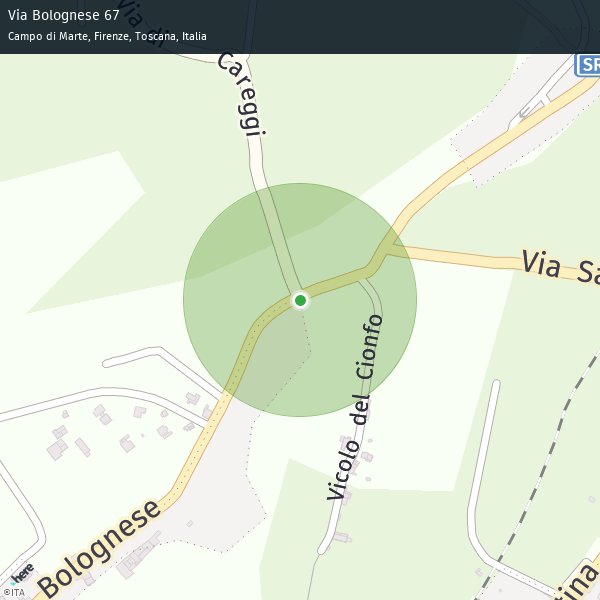 Via Bolognese 67
Campo di Marte, Firenze, Toscana, Italia
Via di
Careggi
SR
Via Sa
Vicolo del Cionfo
Bolognese
tina
here
©ITA